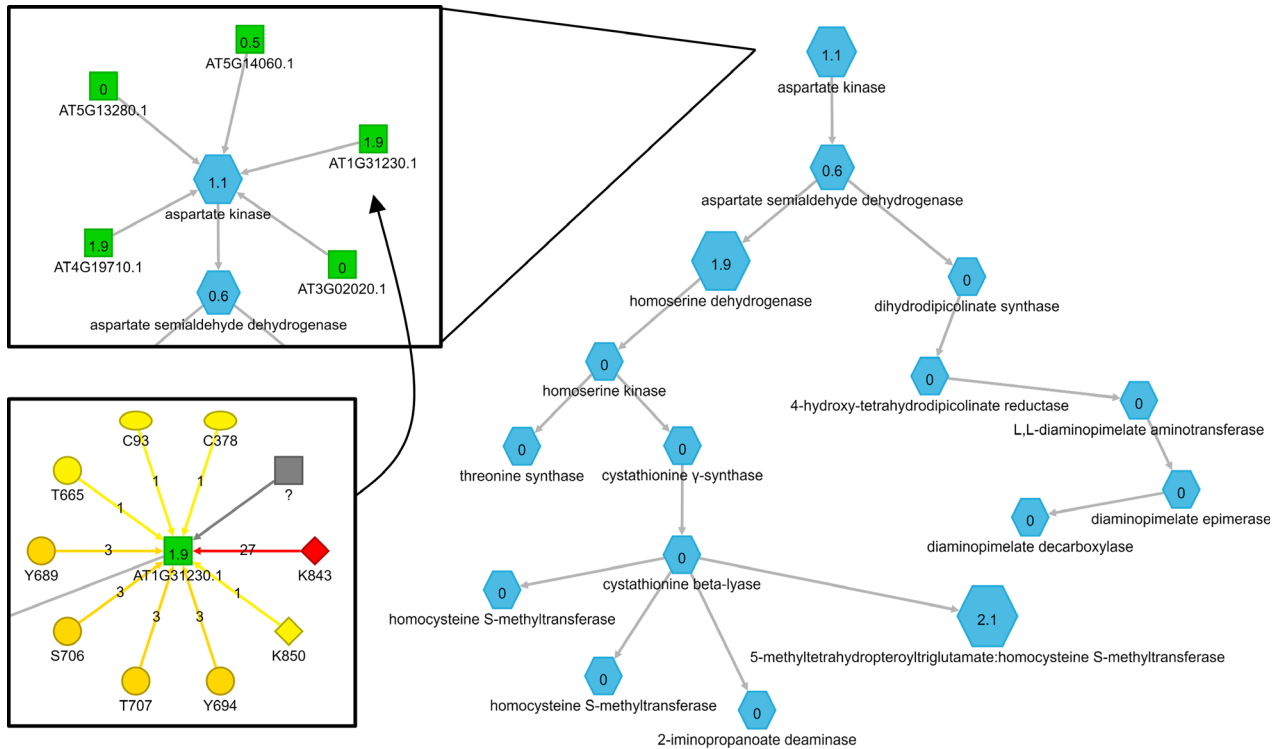 0.5
AT5G14060.1
0
AT5G13280.1
1.9
AT1G31230.1
1.1
aspartate kinase
1.9
AT4G19710.1
0
AT3G02020.1
0.6
aspartate semialdehyde dehydrogenase
C93
C378
T665
?
1
1
1
Y689
3
1.9
AT1G31230.1
27
K843
3
1
S706
3
3
K850
T707
Y694
1.1
aspartate kinase
0.6
aspartate semialdehyde dehydrogenase
1.9
homoserine dehydrogenase
0
dihydrodipicolinate synthase
0
homoserine kinase
0
4-hydroxy-tetrahydrodipicolinate reductase
0
L,L-diaminopimelate aminotransferase
0
threonine synthase
0
cystathionine γ-synthase
0
diaminopimelate epimerase
0
diaminopimelate decarboxylase
0
cystathionine beta-lyase
0
homocysteine S-methyltransferase
2.1
5-methyltetrahydropteroyltriglutamate:homocysteine S-methyltransferase
0
homocysteine S-methyltransferase
0
2-iminopropanoate deaminase